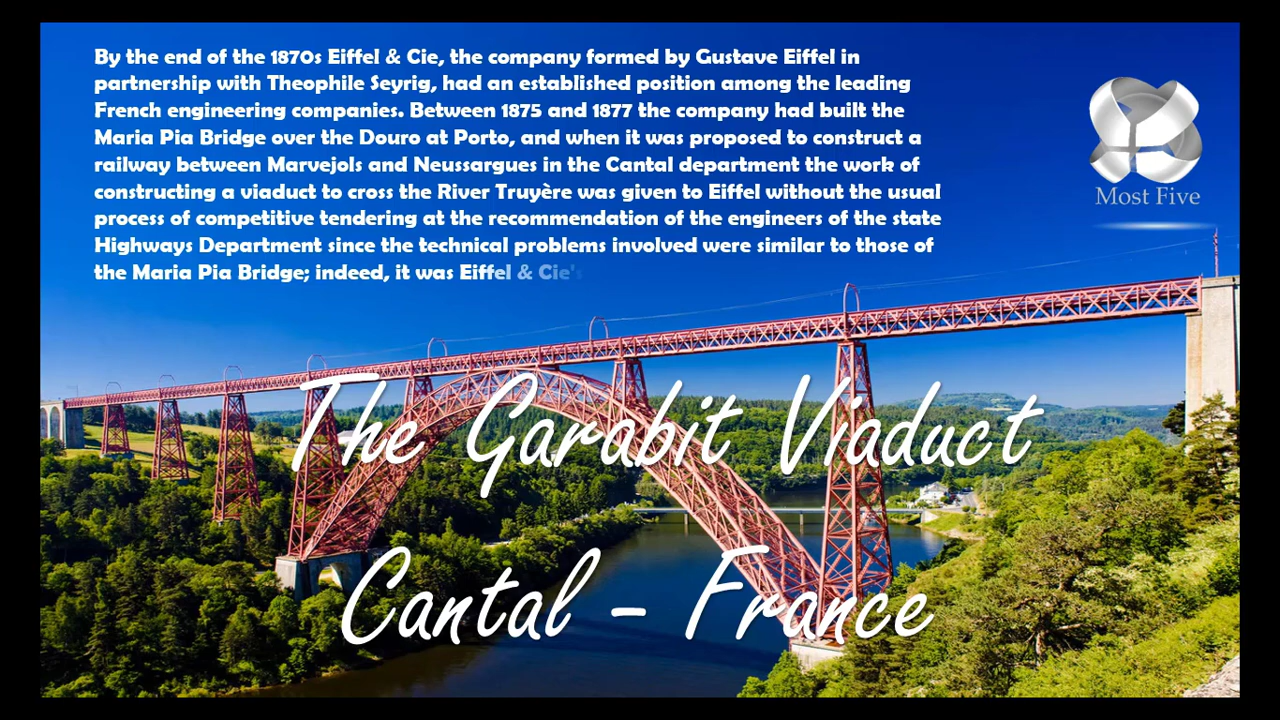 By the end of the 1870s Eiffel & Cie, the company formed by Gustave Eiffel in
partnership with Theophile Seyrig, had an established position among the leading
French engineering companies. Between 1875 and 1877 the company had built the
Maria Pia Bridge over the Douro at Porto, and when it was proposed to construct a
railway between Marvejols and Neussargues in the Cantal department the work of
constructing a viaduct to cross the River Truyère was given to Eiffel without the usual
process of competitive tendering at the recommendation of the engineers of the state
Highways Department since the technical problems involved were similar to those of
the Maria Pia Bridge; indeed, it was Eiffel & Cie's
Most Five
The Garabit Viaduct
Cantal - France